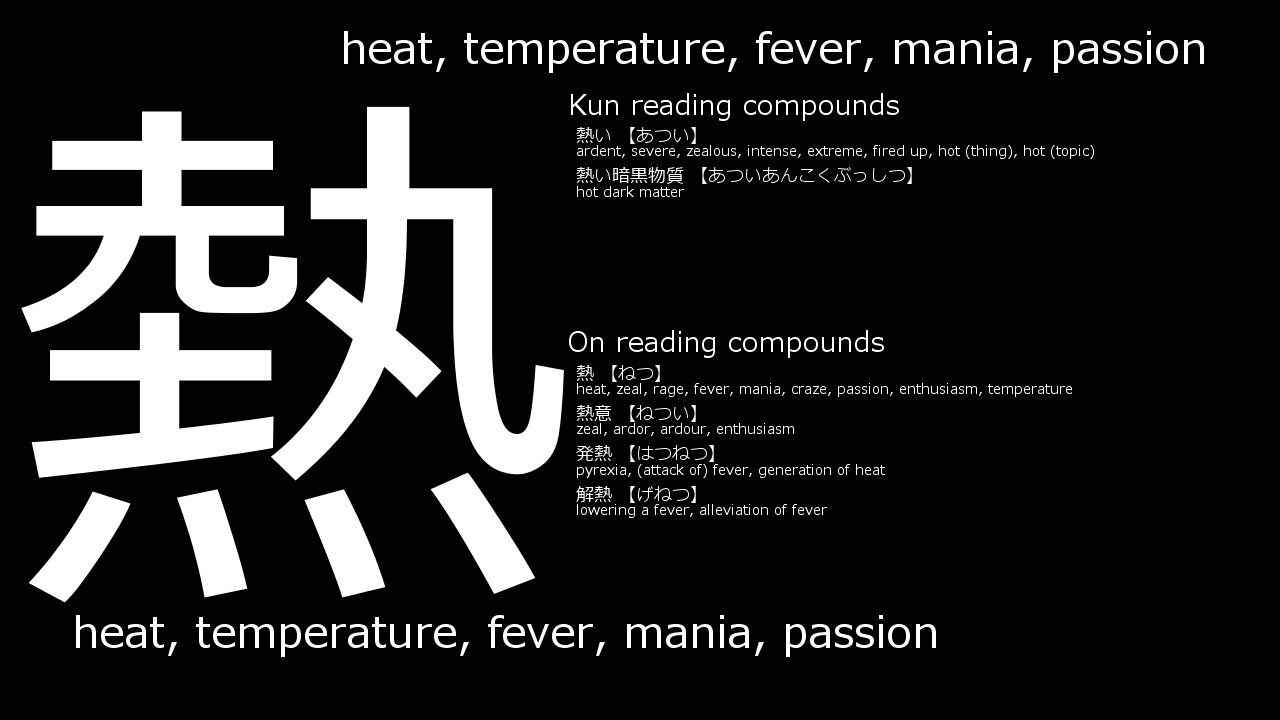 heat, temperature, fever, mania, passion
熱
Kun reading compounds
熱い 【あつい】
ardent, severe, zealous, intense, extreme, fired up, hot (thing), hot (topic)
熱い暗黒物質 【あついあんこくぶっしつ】
hot dark matter
On reading compounds
熱 【ねつ】
heat, zeal, rage, fever, mania, craze, passion, enthusiasm, temperature
熱意 【ねつい】
zeal, ardor, ardour, enthusiasm
発熱 【はつねつ】
pyrexia, (attack of) fever, generation of heat
解熱 【げねつ】
lowering a fever, alleviation of fever
heat, temperature, fever, mania, passion